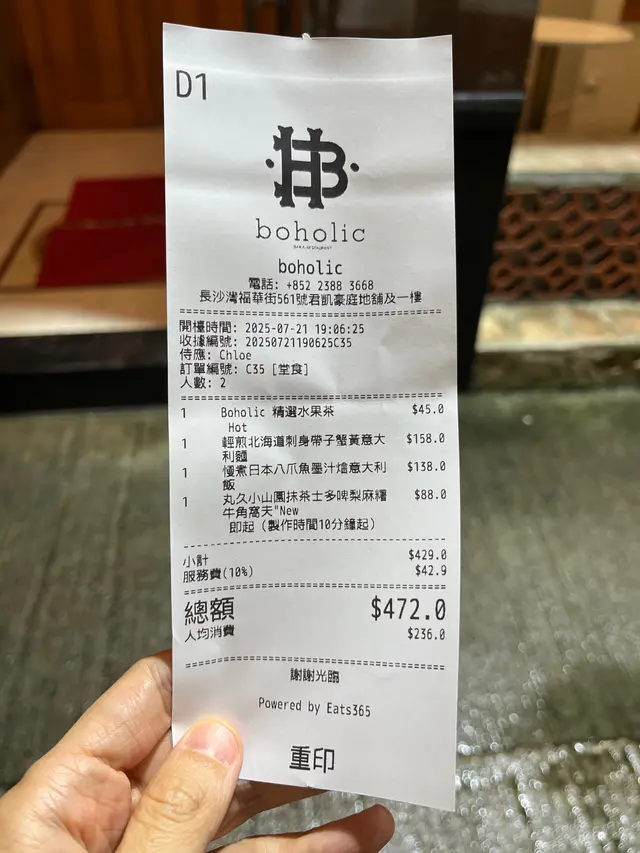 D1
HB
boholic
BAR & RESTAURANT
boholic
電話: +852 2388 3668
長沙灣福華街561號君凱豪庭地舖及一樓
開檯時間: 2025-07-21 19:06:25
收據編號: 20250721190625C35
侍應: Chloe
訂單編號: C35 [堂食]
人數: 2
1 Boholic 精選水果茶 $45.0
Hot
1 輕煎北海道刺身帶子蟹黃意大 $158.0
利麵
1 慢煮日本八爪魚墨汁燴意大利 $138.0
飯
1 丸久小山園抹茶士多啤梨麻糬 $88.0
牛角窩夫"New
即起（製作時間10分鐘起）
小計 $429.0
服務費(10%) $42.9
總額 $472.0
人均消費 $236.0
謝謝光臨
Powered by Eats365
重印